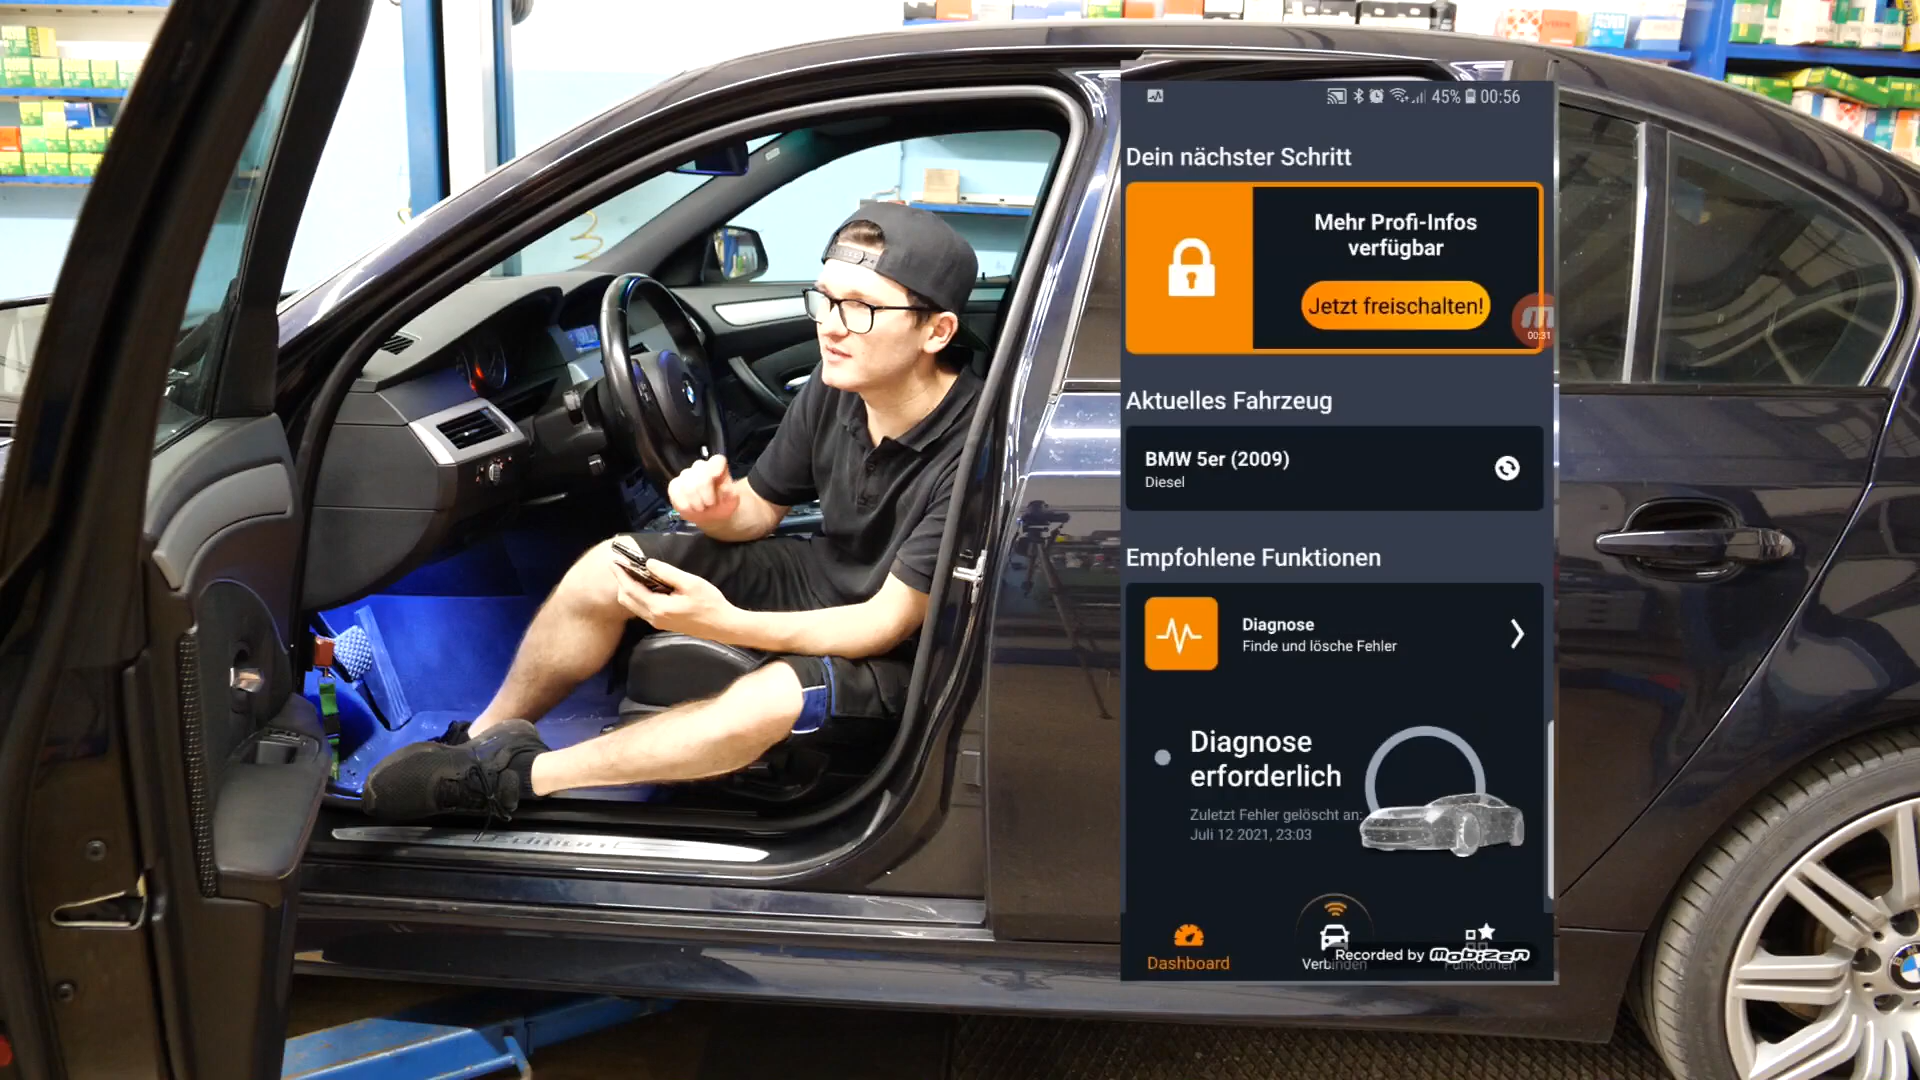 45% 00:56
Dein nächster Schritt
Mehr Profi-Infos
verfügbar
Jetzt freischalten!
00:31
Aktuelles Fahrzeug
BMW 5er (2009)
Diesel
Empfohlene Funktionen
Diagnose
Finde und lösche Fehler
Diagnose
erforderlich
Zuletzt Fehler gelöscht an:
Juli 12 2021, 23:03
Dashboard
Verbinden
Funktionen
Recorded by Mobizen